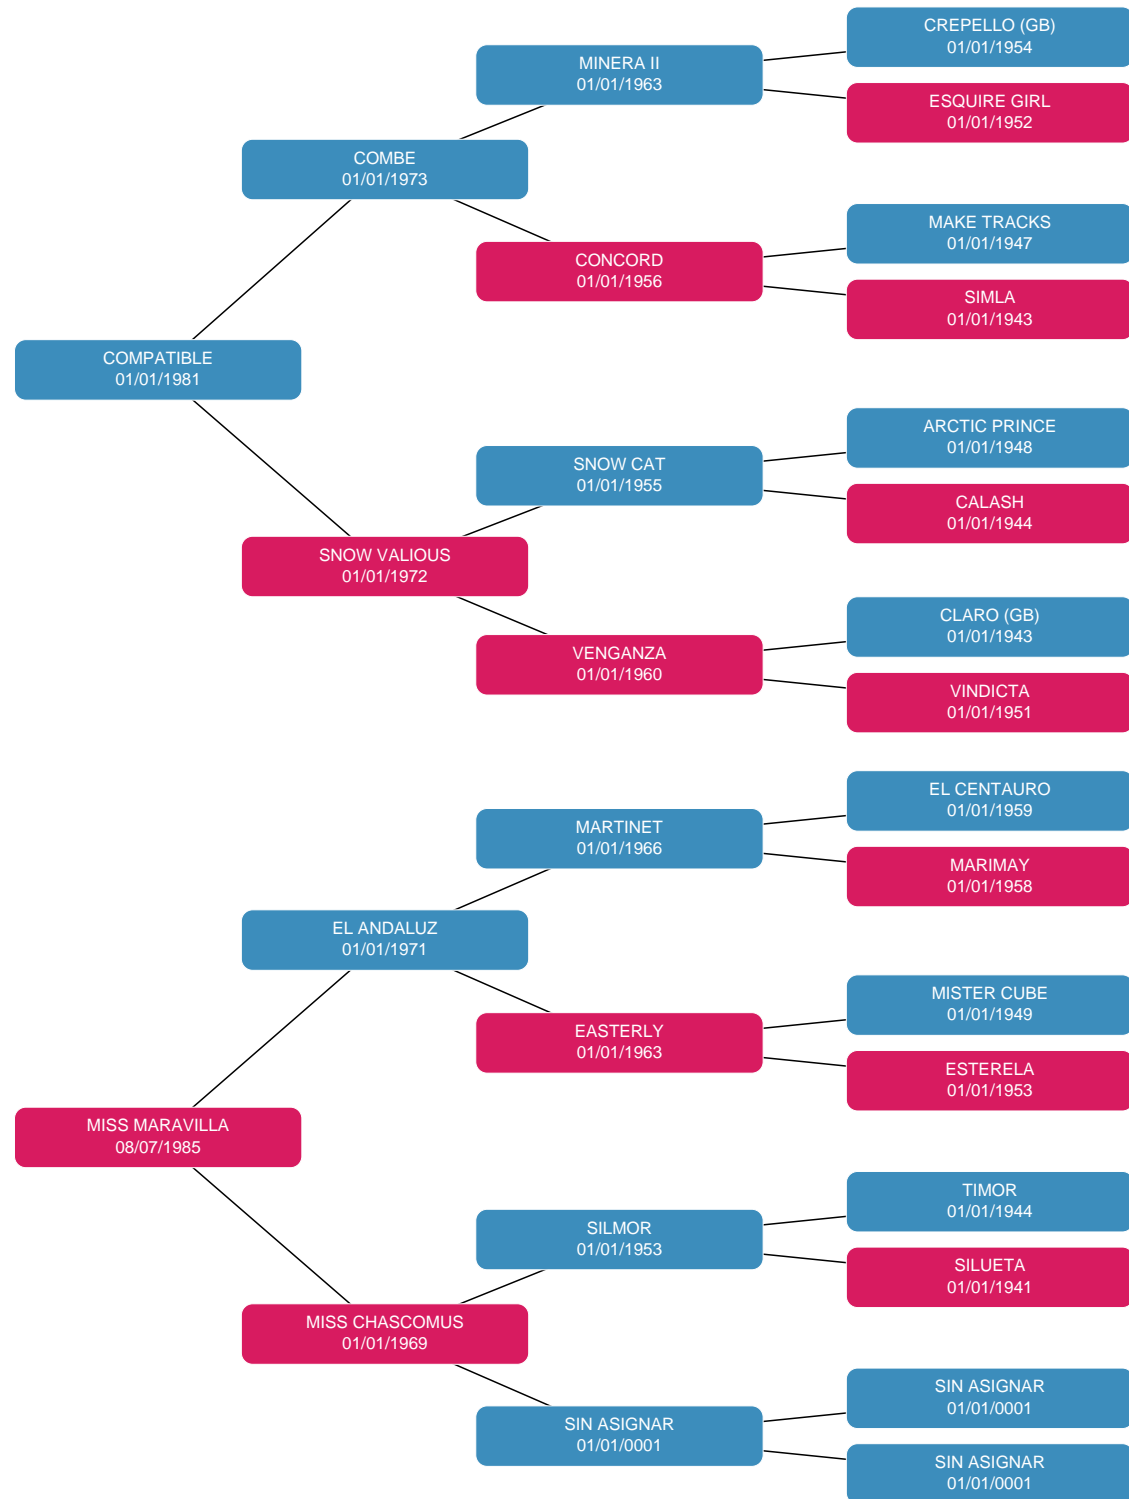 CREPELLO (GB)
01/01/1954
MINERA II
01/01/1963
ESQUIRE GIRL
01/01/1952
COMBE
01/01/1973
MAKE TRACKS
01/01/1947
CONCORD
01/01/1956
SIMLA
01/01/1943
COMPATIBLE
01/01/1981
ARCTIC PRINCE
01/01/1948
SNOW CAT
01/01/1955
CALASH
01/01/1944
SNOW VALIOUS
01/01/1972
CLARO (GB)
01/01/1943
VENGANZA
01/01/1960
VINDICTA
01/01/1951
EL CENTAURO
01/01/1959
MARTINET
01/01/1966
MARIMAY
01/01/1958
EL ANDALUZ
01/01/1971
MISTER CUBE
01/01/1949
EASTERLY
01/01/1963
ESTERELA
01/01/1953
MISS MARAVILLA
08/07/1985
TIMOR
01/01/1944
SILMOR
01/01/1953
SILUETA
01/01/1941
MISS CHASCOMUS
01/01/1969
SIN ASIGNAR
01/01/0001
SIN ASIGNAR
01/01/0001
SIN ASIGNAR
01/01/0001